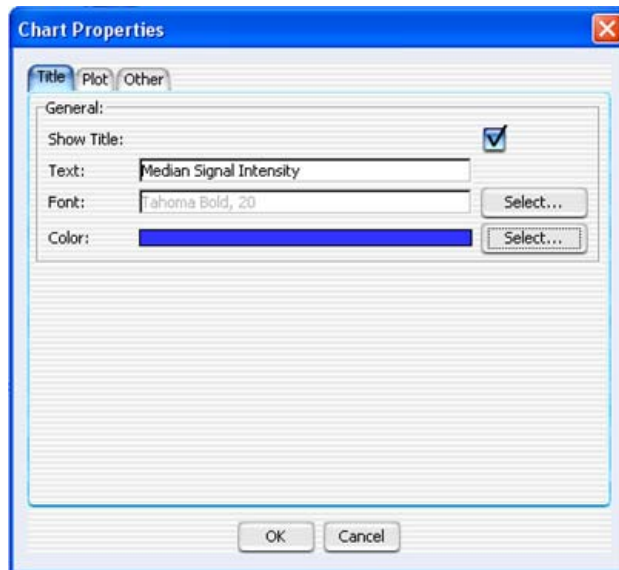 Chart Properties
Title Plot Other
General:
Show Title:
Text: Median Signal Intensity
Font: Tahoma Bold, 20 Select...
Color: Select...
OK Cancel